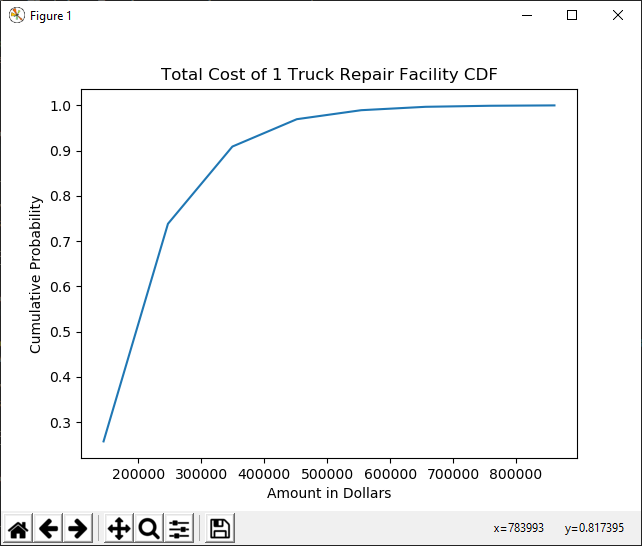 Figure 1
Total Cost of 1 Truck Repair Facility CDF
1.0
0.9
0.8
0.7
0.6
0.5
0.4
0.3
Cumulative Probability
200000 300000 400000 500000 600000 700000 800000
Amount in Dollars
x=783993 y=0.817395